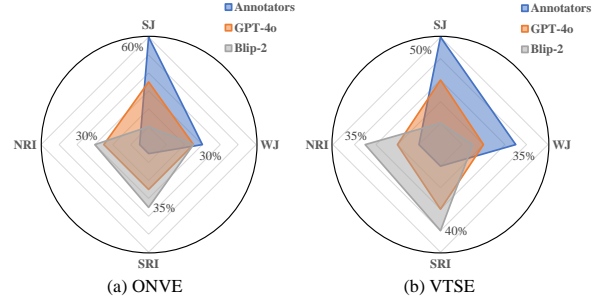 SJ
Annotators
GPT-4o
Blip-2
60%
NRI
30%
30%
WJ
35%
SRI
(a) ONVE
SJ
Annotators
GPT-4o
Blip-2
50%
NRI
35%
35%
WJ
40%
SRI
(b) VTSE